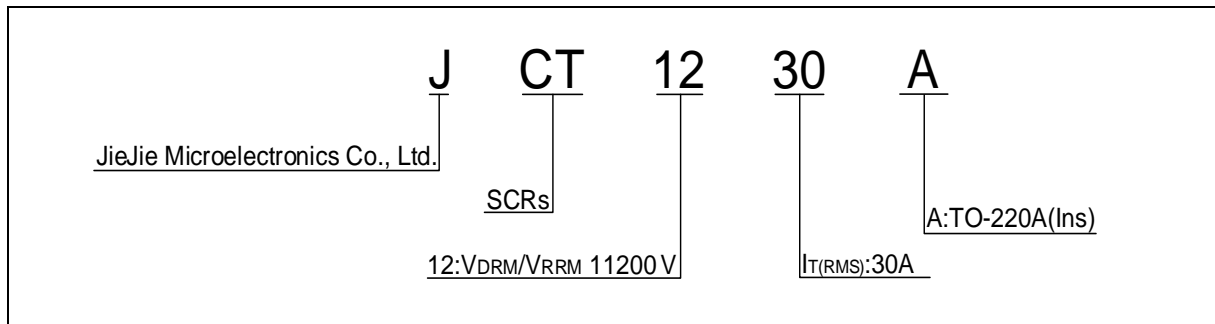 J CT 12 30 A
JieJie Microelectronics Co., Ltd.
SCRs
A:TO-220A(Ins)
12:VDRM/VRRM 11200 V
IT(RMS):30A